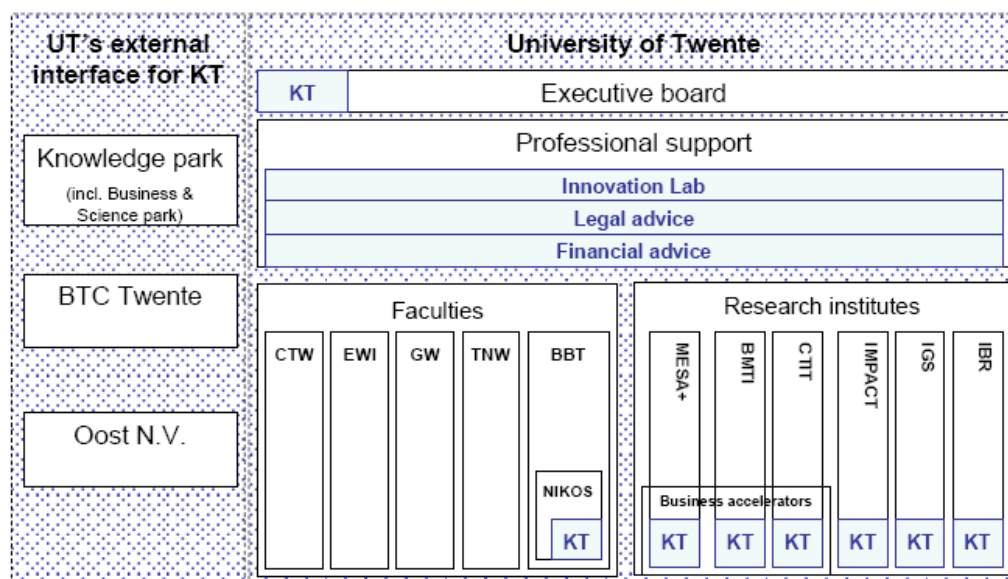 UT's external
interface for KT
Knowledge park
(incl. Business &
Science park)
BTC Twente
Oost N.V.
University of Twente
KT
Executive board
Professional support
Innovation Lab
Legal advice
Financial advice
Faculties
CTW
EWI
GW
TNW
BBT
NIKOS
KT
Research institutes
MESA+
BMTI
CTIT
IMPACT
IGS
IBR
Business accelerators
KT
KT
KT
KT
KT
KT